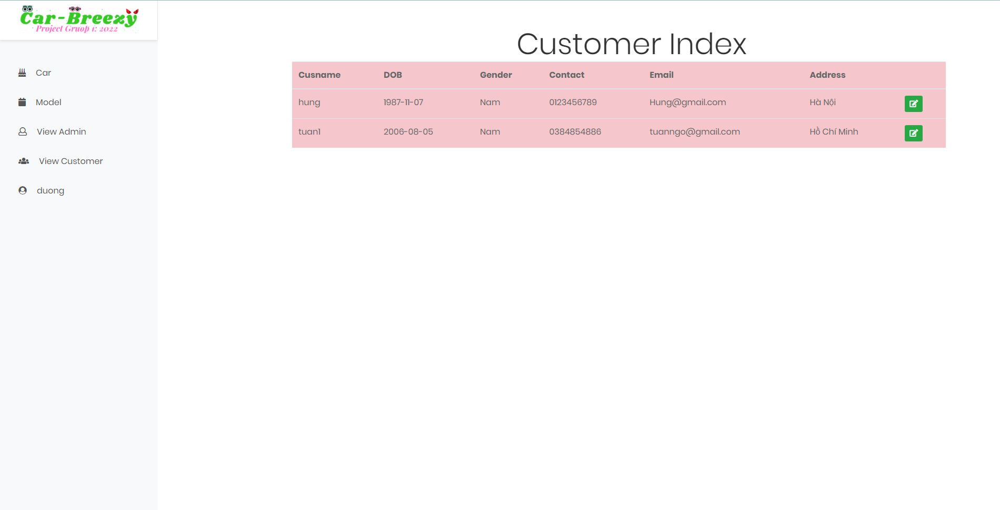 Car-Breezy
Project Gruop 1: 2022
Car
Model
View Admin
View Customer
duong
Customer Index
Cusname DOB Gender Contact Email Address
hung 1987-11-07 Nam 0123456789 Hung@gmail.com Hà Nội
tuan1 2006-08-05 Nam 0384854886 tuanngo@gmail.com Hồ Chí Minh